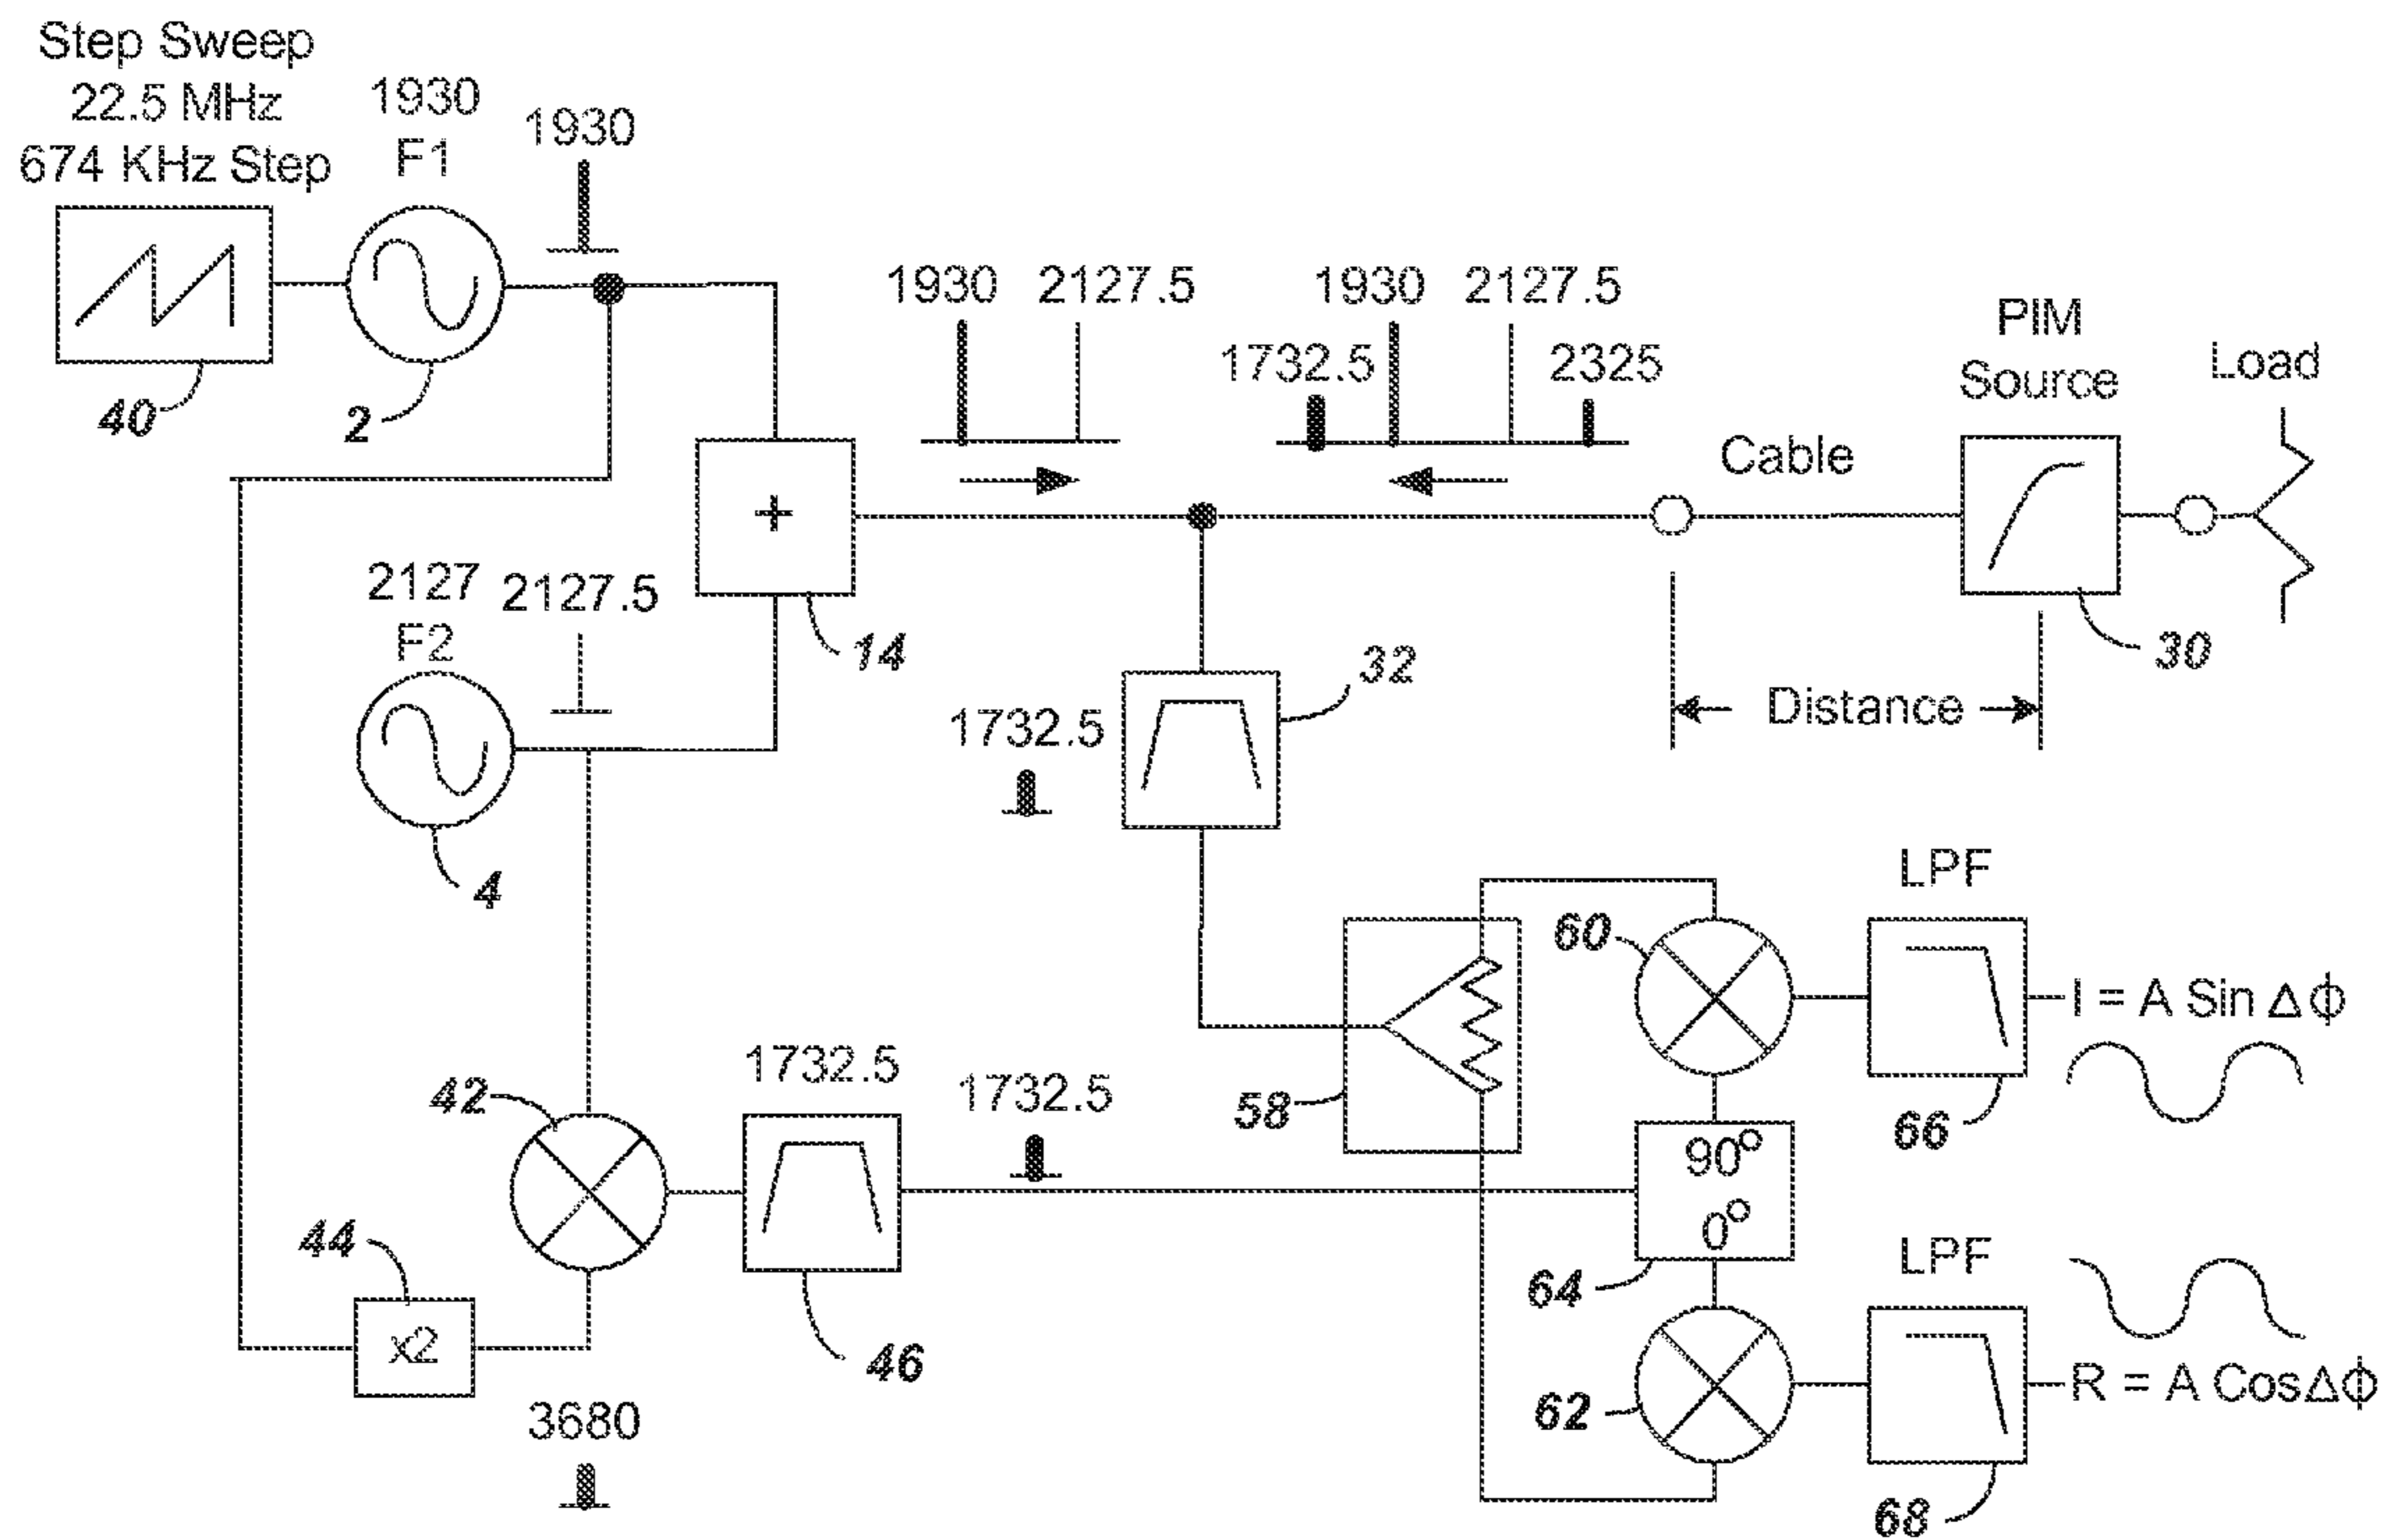 Step Sweep
22.5 MHz
674 KHz Step
1930
F1
1930
40
2
1930
2127.5
1930
2127.5
1732.5
2325
PIM
Source
Load
Cable
+
14
30
Distance
2127
F2
2127.5
4
32
1732.5
LPF
60
I = A Sin Δϕ
58
66
42
1732.5
1732.5
90°
0°
64
44
x2
46
3680
LPF
62
R = A CosΔϕ
68